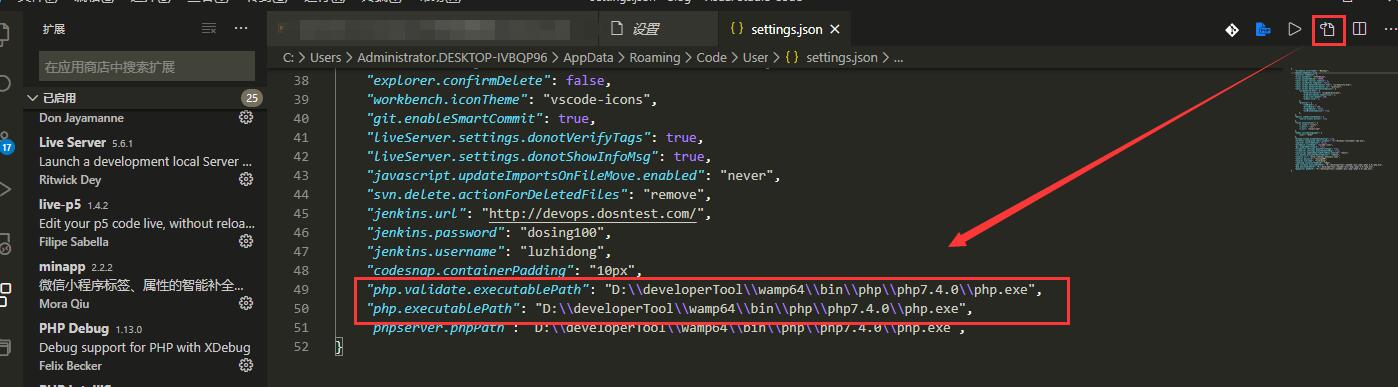 扩展
设置
settings.json
在应用商店中搜索扩展
C: > Users > Administrator.DESKTOP-IVBQP96 > AppData > Roaming > Code > User > {} settings.json > ...
已启用 25
Don Jayamanne
Live Server 5.6.1
Launch a development local Server ...
Ritwick Dey
live-p5 1.4.2
Edit your p5 code live, without reloa...
Filipe Sabella
minapp 2.2.2
微信小程序标签、属性的智能补全...
Mora Qiu
PHP Debug 1.13.0
Debug support for PHP with XDebug
Felix Becker
17
38 "explorer.confirmDelete": false,
39 "workbench.iconTheme": "vscode-icons",
40 "git.enableSmartCommit": true,
41 "liveServer.settings.donotVerifyTags": true,
42 "liveServer.settings.donotShowInfoMsg": true,
43 "javascript.updateImportsOnFileMove.enabled": "never",
44 "svn.delete.actionForDeletedFiles": "remove",
45 "jenkins.url": "http://devops.dosntest.com/",
46 "jenkins.password": "dosing100",
47 "jenkins.username": "luzhidong",
48 "codesnap.containerPadding": "10px",
49 "php.validate.executablePath": "D:\\developerTool\\wamp64\\bin\\php\\php7.4.0\\php.exe",
50 "php.executablePath": "D:\\developerTool\\wamp64\\bin\\php\\php7.4.0\\php.exe",
51 "phpserver.phpPath": "D:\\developerTool\\wamp64\\bin\\php\\php7.4.0\\php.exe",
52 }